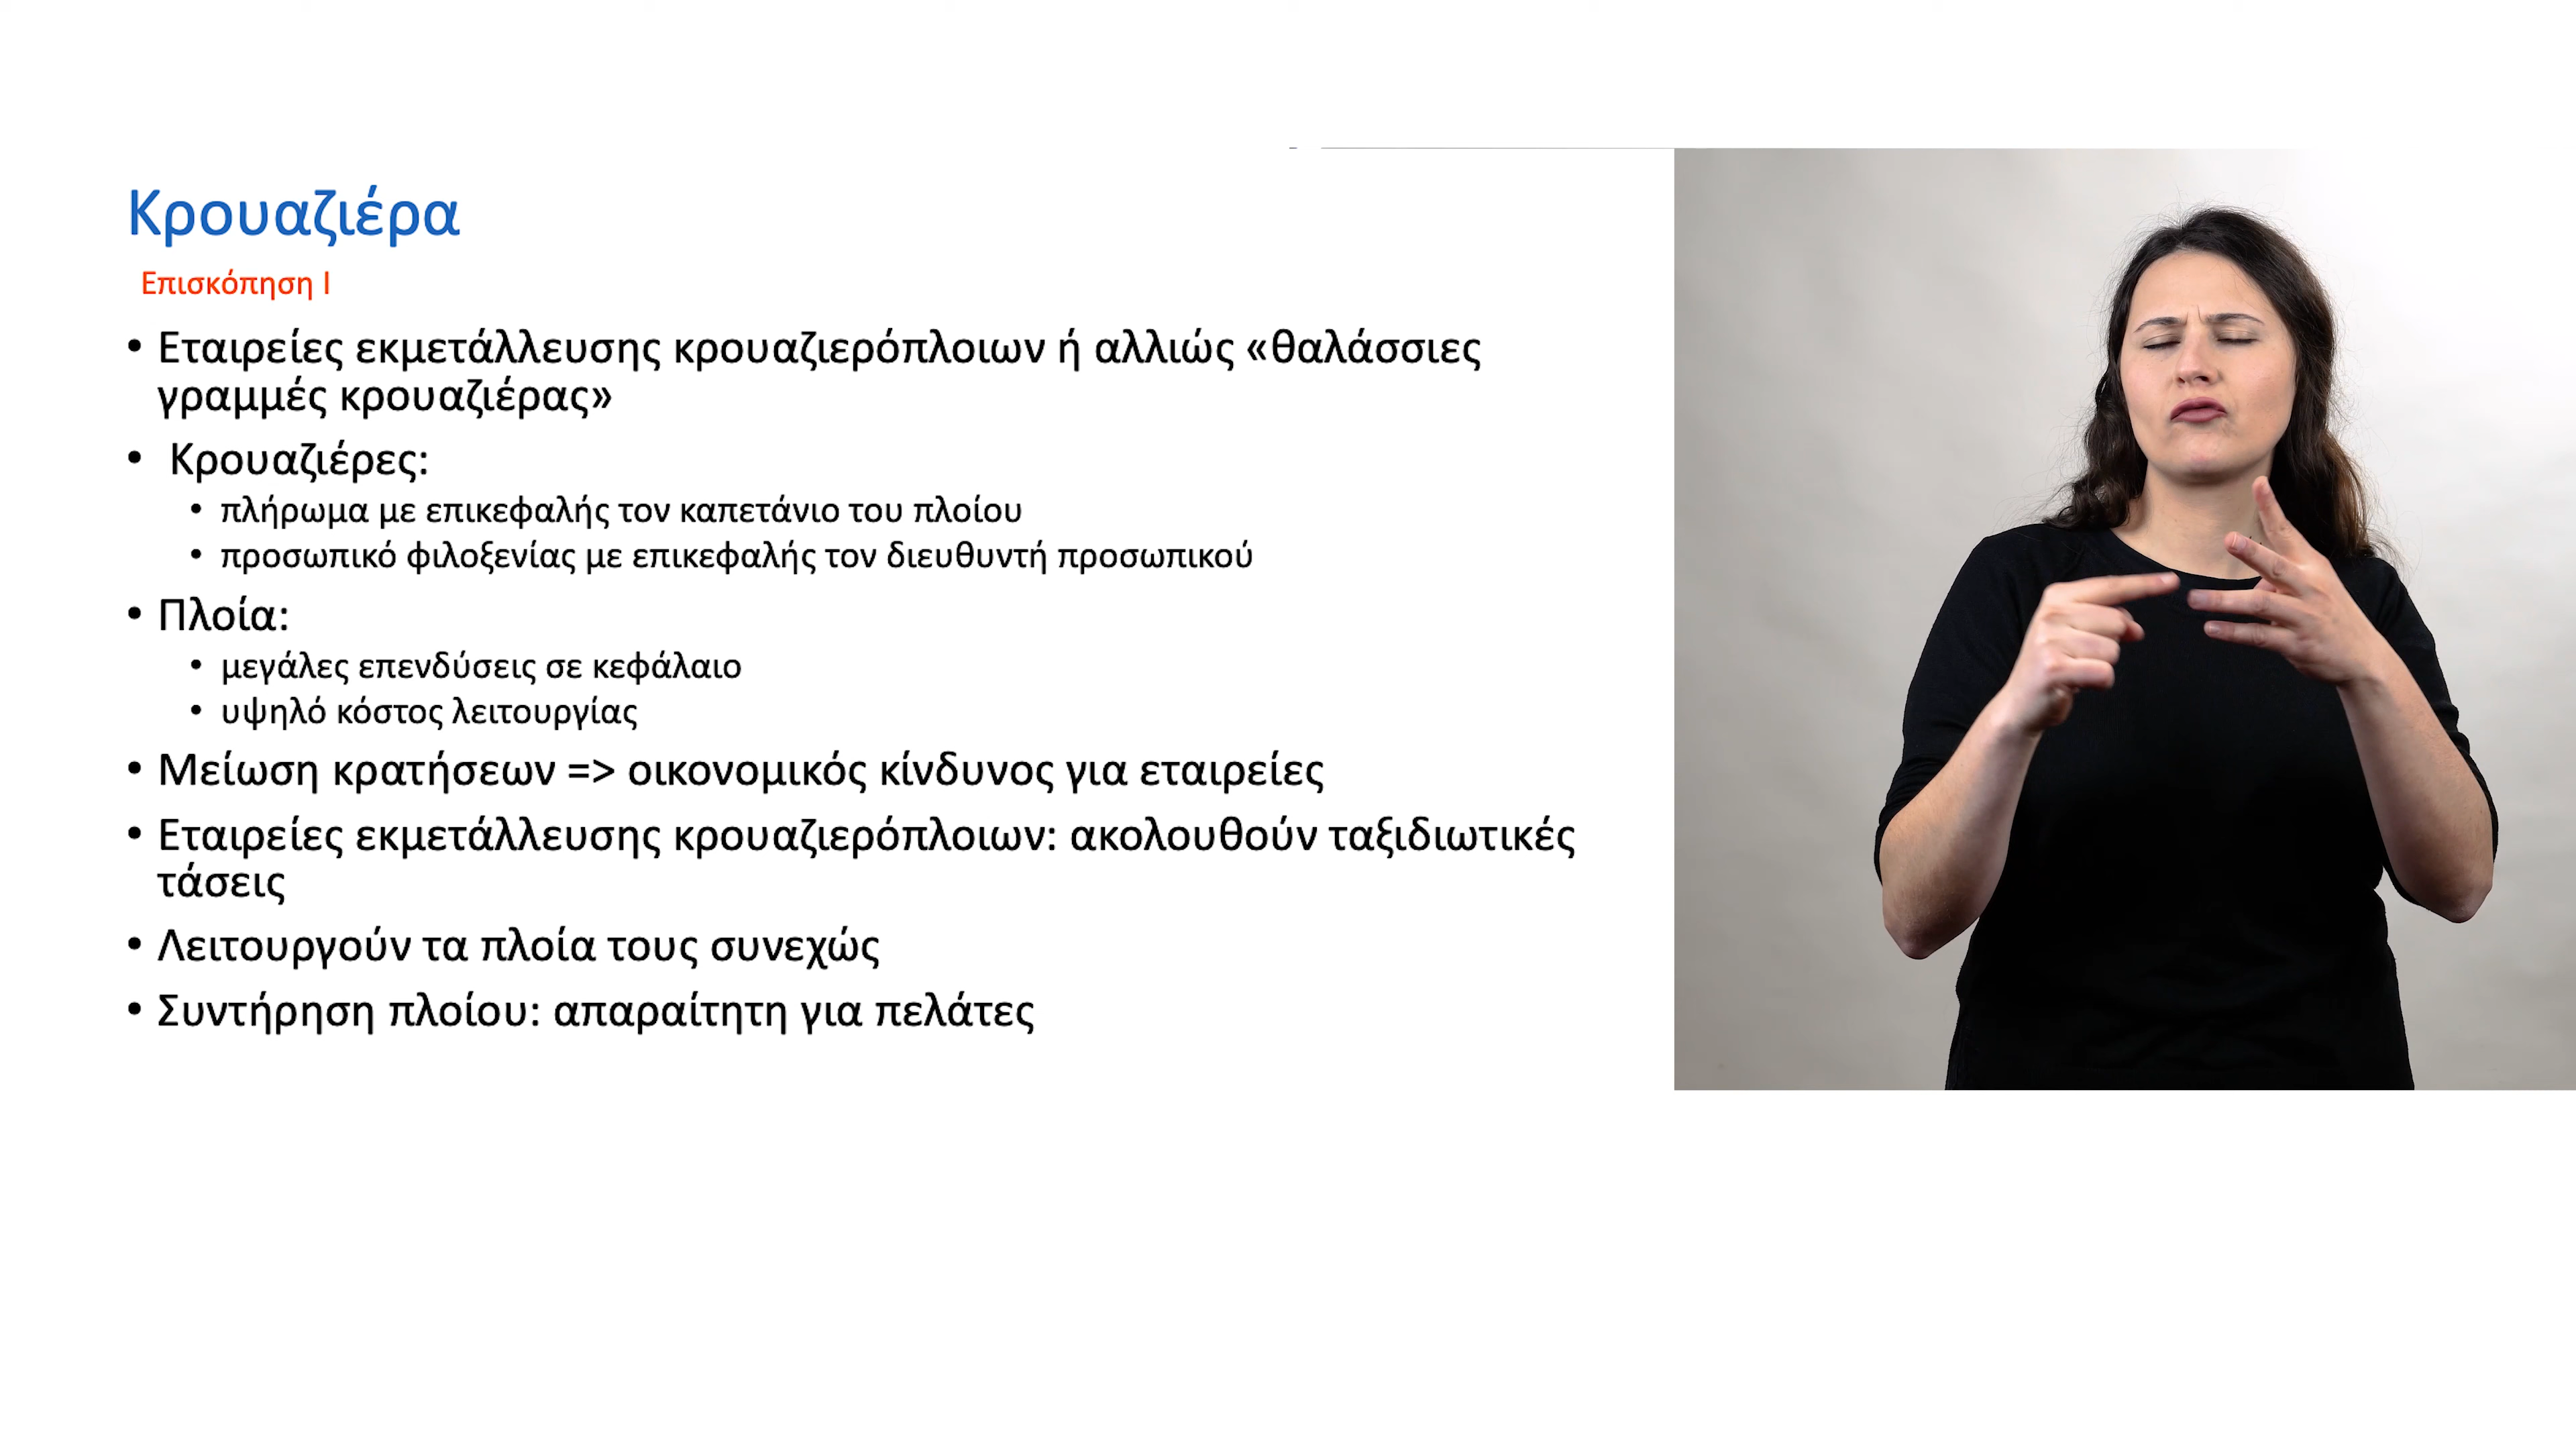 Κρουαζιέρα
Επισκόπηση Ι
• Εταιρείες εκμετάλλευσης κρουαζιερόπλοιων ή αλλιώς «θαλάσσιες
γραμμές κρουαζιέρας»
• Κρουαζιέρες:
• πλήρωμα με επικεφαλής τον καπετάνιο του πλοίου
• προσωπικό φιλοξενίας με επικεφαλής τον διευθυντή προσωπικού
• Πλοία:
• μεγάλες επενδύσεις σε κεφάλαιο
• υψηλό κόστος λειτουργίας
• Μείωση κρατήσεων => οικονομικός κίνδυνος για εταιρείες
• Εταιρείες εκμετάλλευσης κρουαζιερόπλοιων: ακολουθούν ταξιδιωτικές
τάσεις
• Λειτουργούν τα πλοία τους συνεχώς
• Συντήρηση πλοίου: απαραίτητη για πελάτες